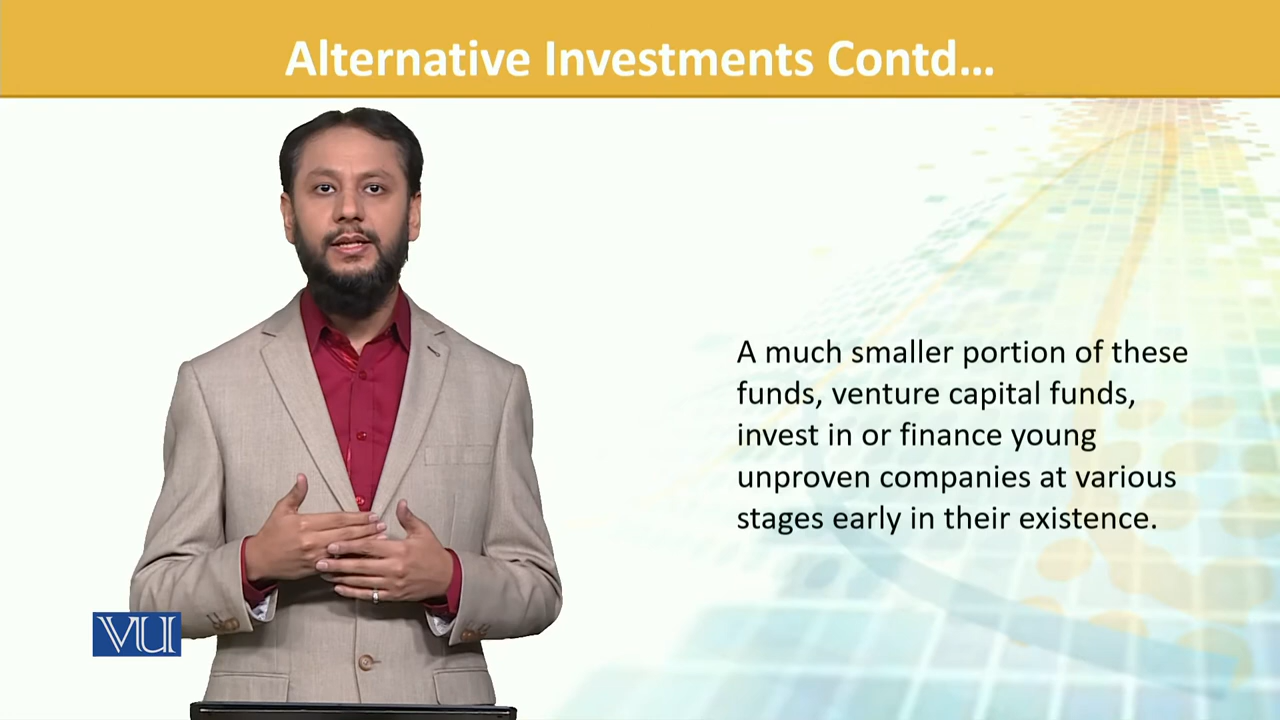 Alternative Investments Contd...
A much smaller portion of these
funds, venture capital funds,
invest in or finance young
unproven companies at various
stages early in their existence.
VU